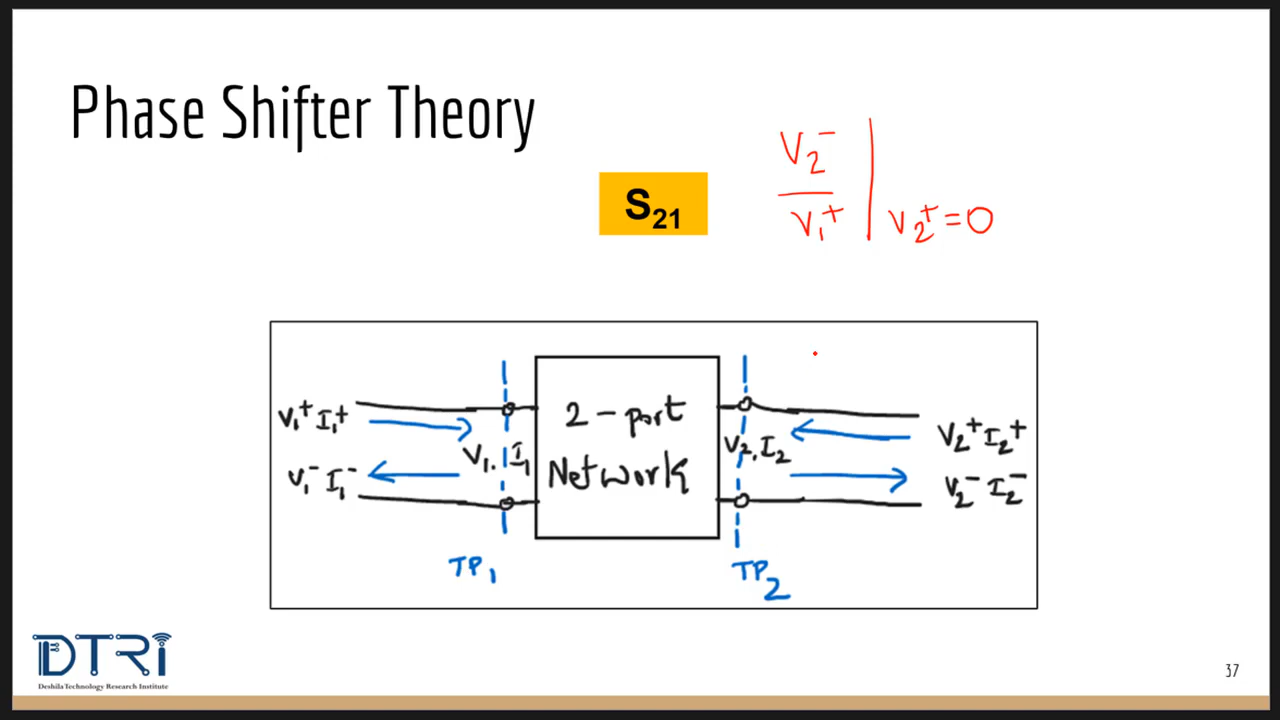 Phase Shifter Theory
S21
V2⁻
V1⁺
V2⁺=0
2-port
Network
V1⁺ I1⁺
V1⁻ I1⁻
V1, I1
V2, I2
V2⁺ I2⁺
V2⁻ I2⁻
TP1
TP2
DTRi
Deshila Technology Research Institute
37